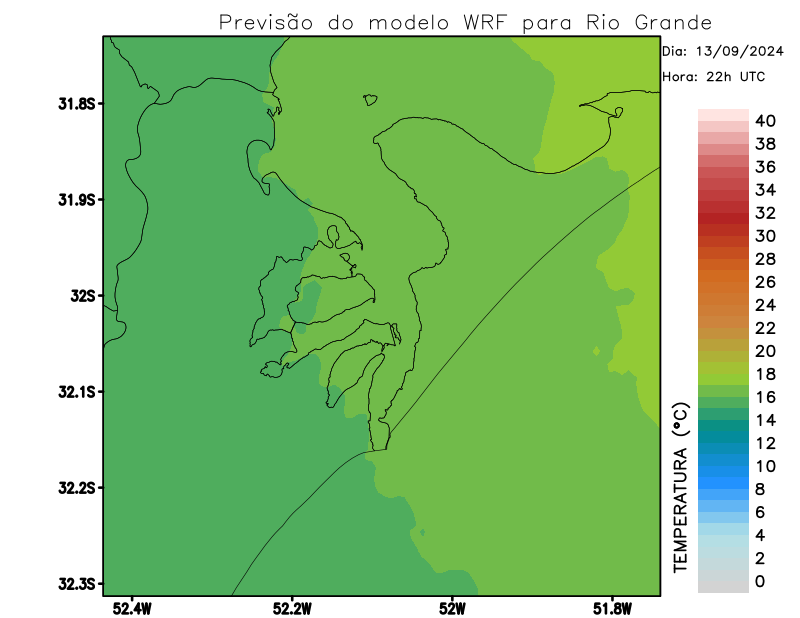 Previsão do modelo WRF para Rio Grande
Dia: 13/09/2024
Hora: 22h UTC
31.8S
31.9S
32S
32.1S
32.2S
32.3S
52.4W
52.2W
52W
51.8W
TEMPERATURA (°C)
40
38
36
34
32
30
28
26
24
22
20
18
16
14
12
10
8
6
4
2
0